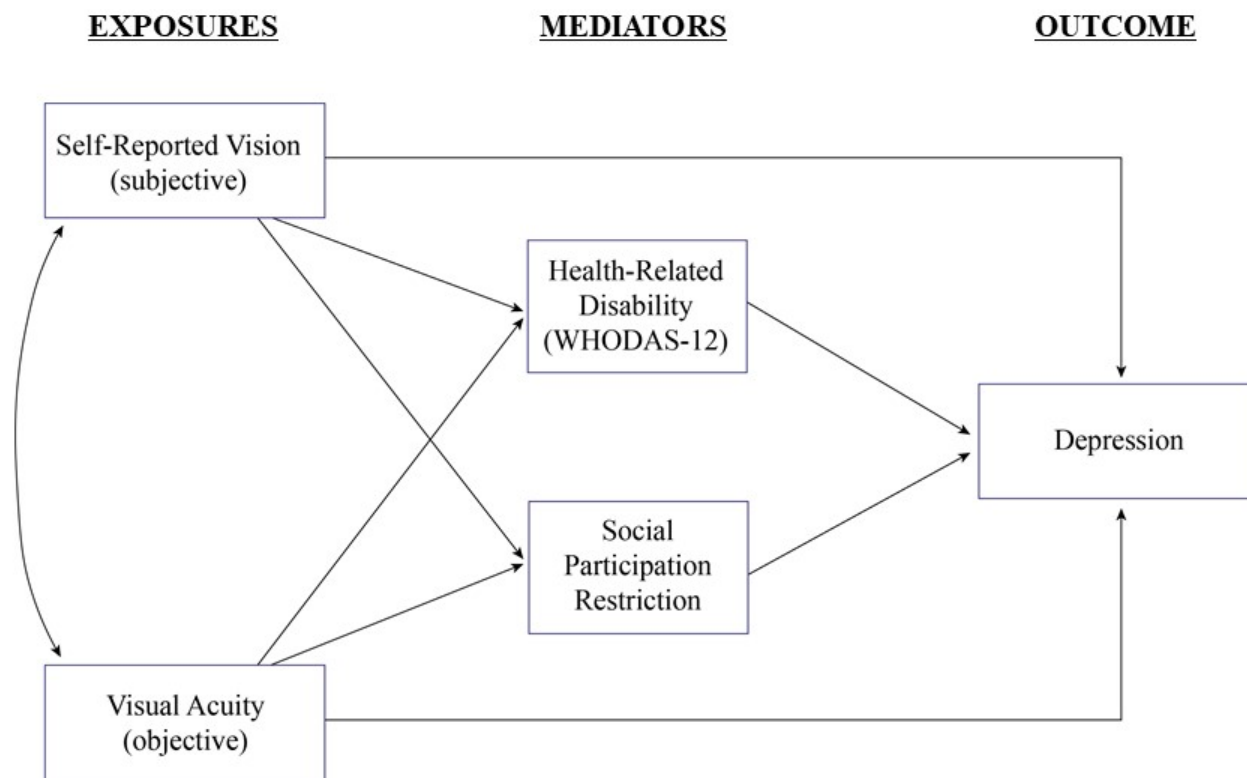 EXPOSURES
MEDIATORS
OUTCOME
Self-Reported Vision
(subjective)
Health-Related
Disability
(WHODAS-12)
Depression
Social
Participation
Restriction
Visual Acuity
(objective)